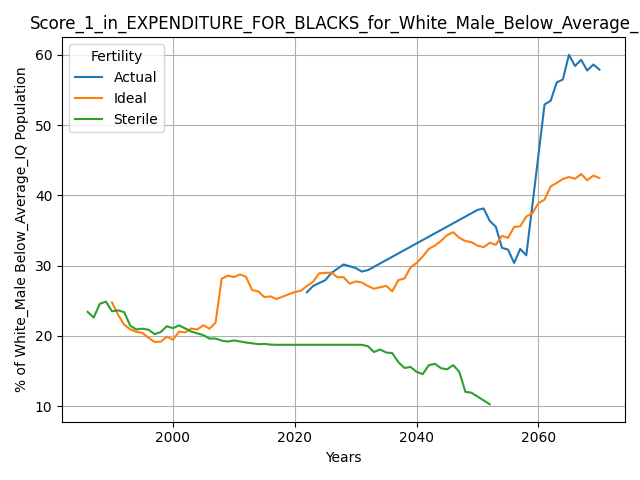 Score_1_in_EXPENDITURE_FOR_BLACKS_for_White_Male_Below_Average_
Fertility
Actual
Ideal
Sterile
% of White_Male Below_Average_IQ Population
60
50
40
30
20
10
2000 2020 2040 2060
Years